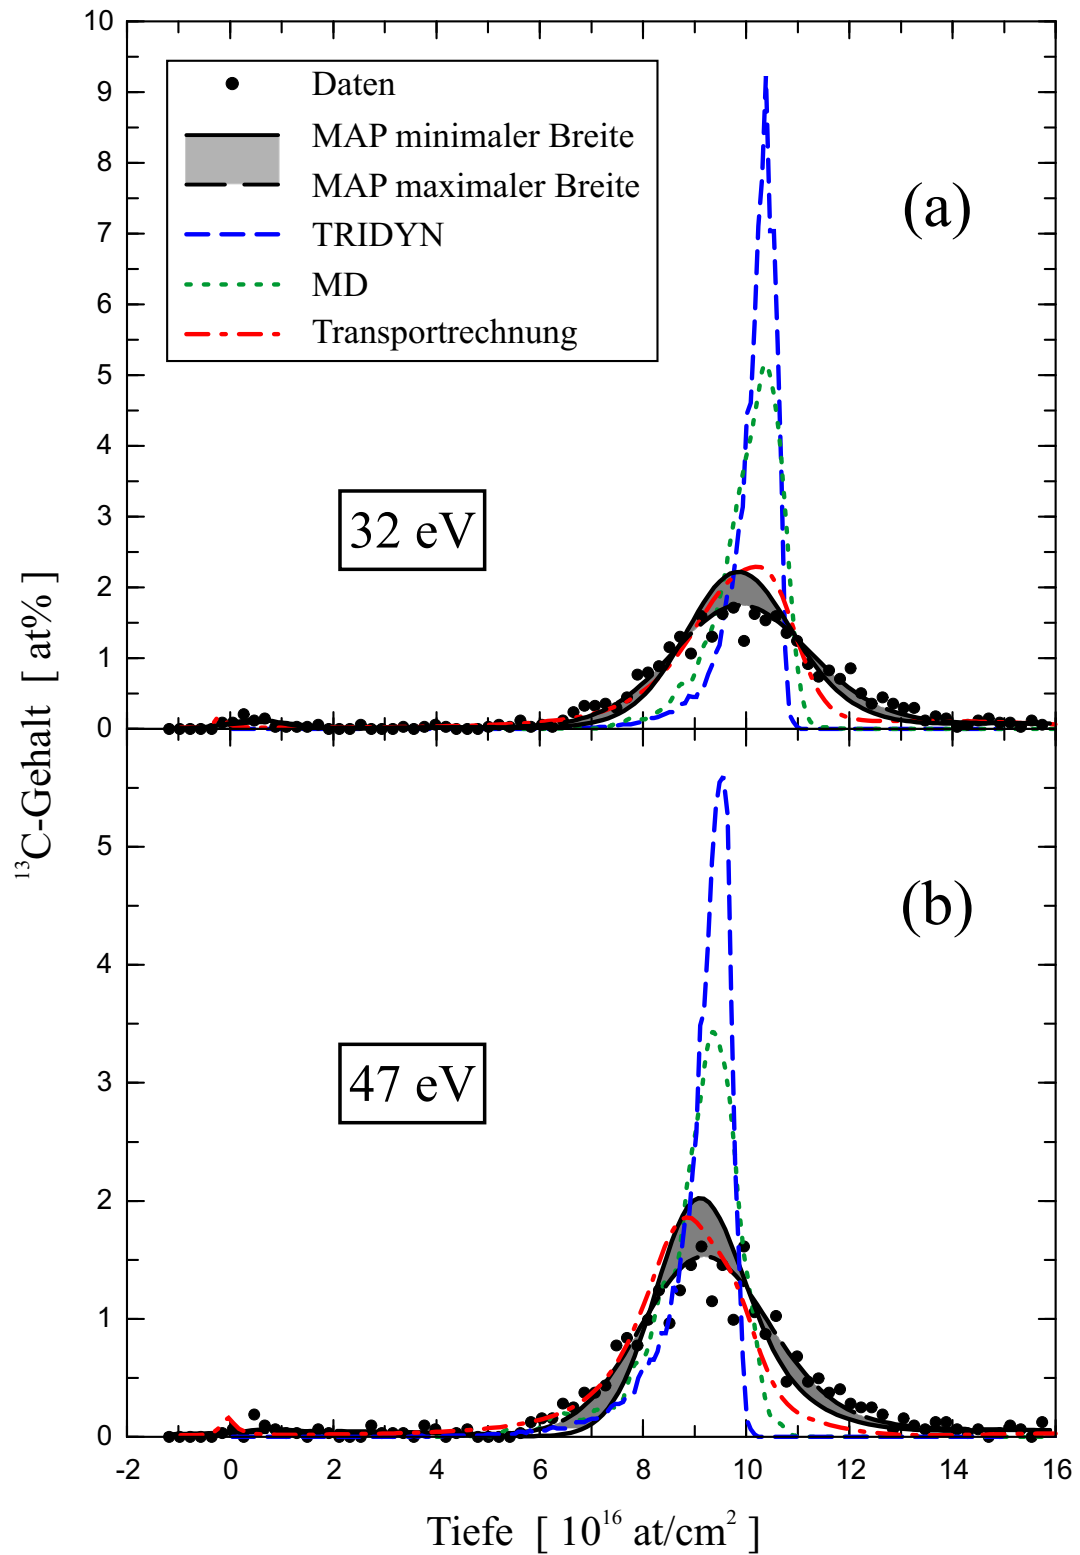 10
9
8
7
6
5
4
3
2
1
0
Daten
MAP minimaler Breite
MAP maximaler Breite
TRIDYN
MD
Transportrechnung
(a)
32 eV
¹³C-Gehalt [ at% ]
5
4
3
2
1
0
(b)
47 eV
-2 0 2 4 6 8 10 12 14 16
Tiefe [ 10¹⁶ at/cm² ]